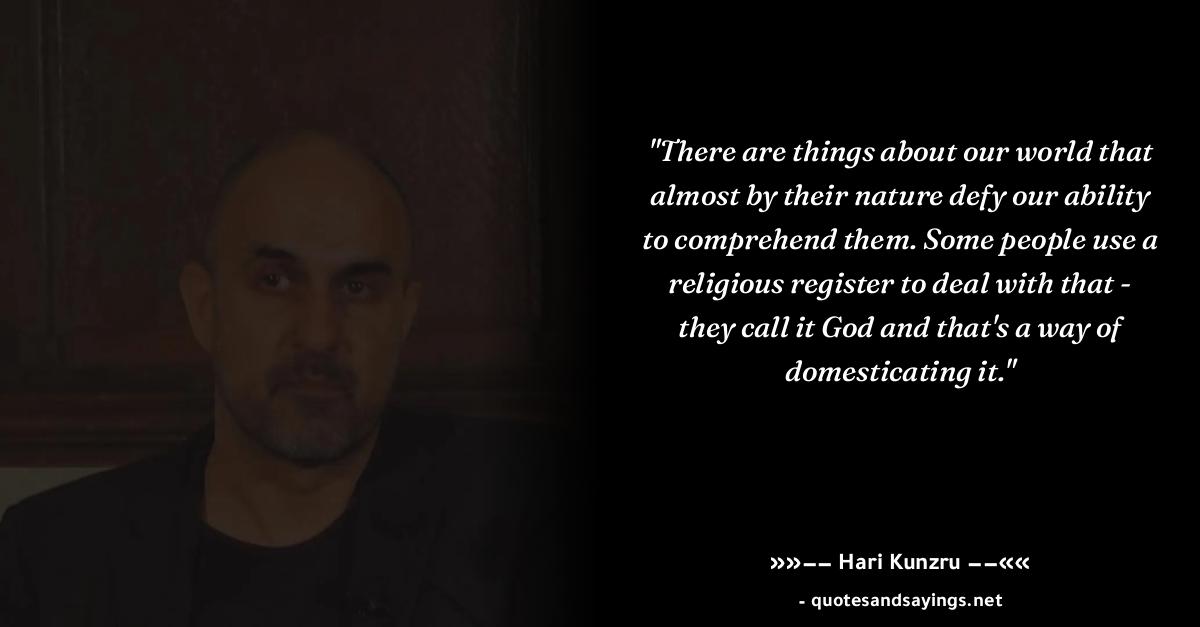 "There are things about our world that
almost by their nature defy our ability
to comprehend them. Some people use a
religious register to deal with that -
they call it God and that's a way of
domesticating it."
»»−− Hari Kunzru −−««
- quotesandsayings.net